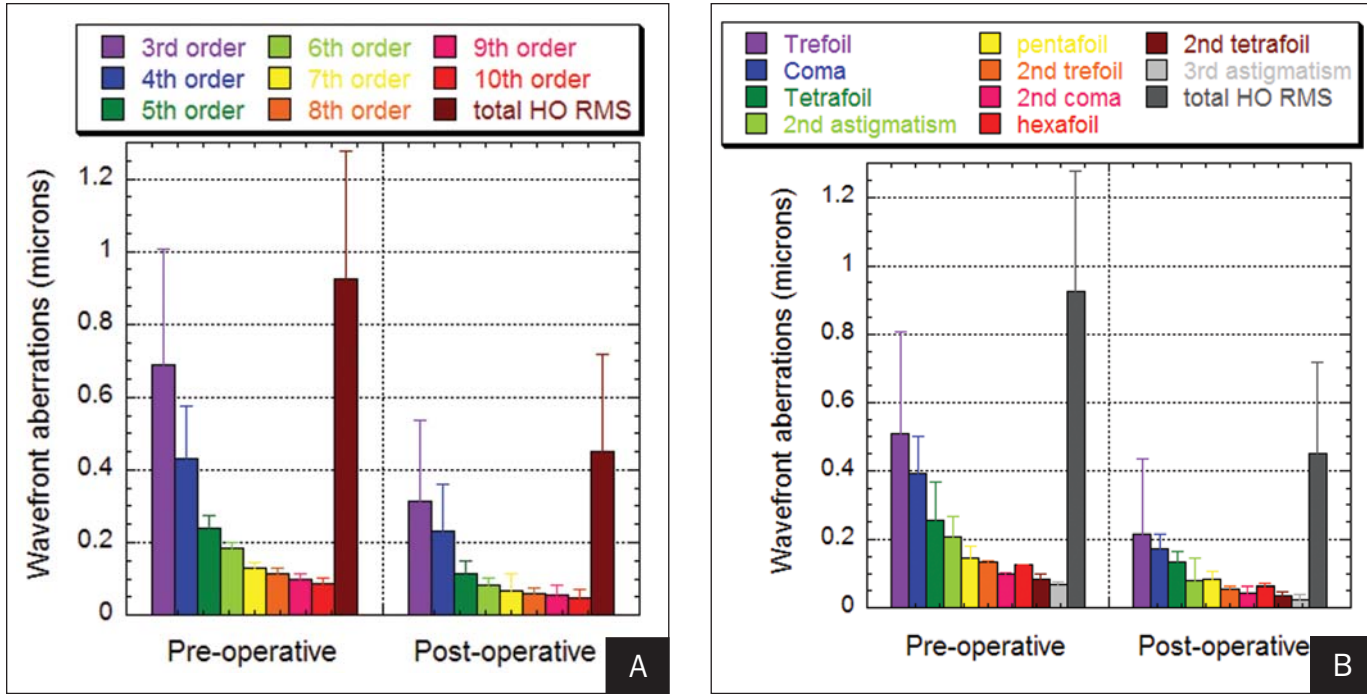 3rd order 6th order 9th order
4th order 7th order 10th order
5th order 8th order total HO RMS
Wavefront aberrations (microns)
1.2
1
0.8
0.6
0.4
0.2
0
Pre-operative Post-operative
A
Trefoil pentafoil 2nd tetrafoil
Coma 2nd trefoil 3rd astigmatism
Tetrafoil 2nd coma total HO RMS
2nd astigmatism hexafoil
Wavefront aberrations (microns)
1.2
1
0.8
0.6
0.4
0.2
0
Pre-operative Post-operative
B